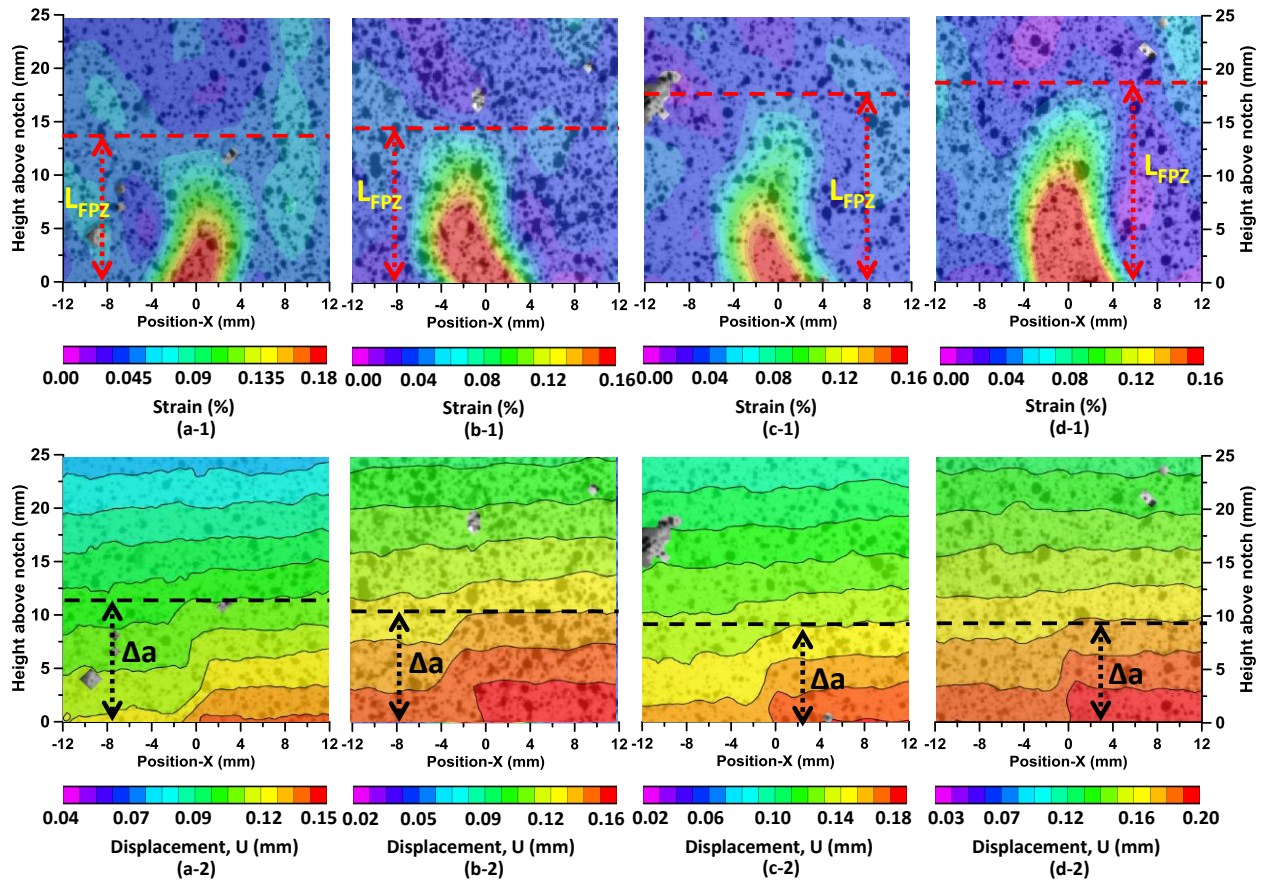 25
20
15
10
5
0
Height above notch (mm)
L_FPZ
-12 -8 -4 0 4 8 12
Position-X (mm)
L_FPZ
-12 -8 -4 0 4 8 12
Position-X (mm)
L_FPZ
-12 -8 -4 0 4 8 12
Position-X (mm)
L_FPZ
-12 -8 -4 0 4 8 12
Position-X (mm)
25
20
15
10
5
0
Height above notch (mm)
0.00 0.045 0.09 0.135 0.18
Strain (%)
(a-1)
0.00 0.04 0.08 0.12 0.16
Strain (%)
(b-1)
0.00 0.04 0.08 0.12 0.16
Strain (%)
(c-1)
0.00 0.04 0.08 0.12 0.16
Strain (%)
(d-1)
25
20
15
10
5
0
Height above notch (mm)
Δa
-12 -8 -4 0 4 8 12
Position-X (mm)
Δa
-12 -8 -4 0 4 8 12
Position-X (mm)
Δa
-12 -8 -4 0 4 8 12
Position-X (mm)
Δa
-12 -8 -4 0 4 8 12
Position-X (mm)
25
20
15
10
5
0
Height above notch (mm)
0.04 0.07 0.09 0.12 0.15
Displacement, U (mm)
(a-2)
0.02 0.05 0.09 0.12 0.16
Displacement, U (mm)
(b-2)
0.02 0.06 0.10 0.14 0.18
Displacement, U (mm)
(c-2)
0.03 0.07 0.12 0.16 0.20
Displacement, U (mm)
(d-2)